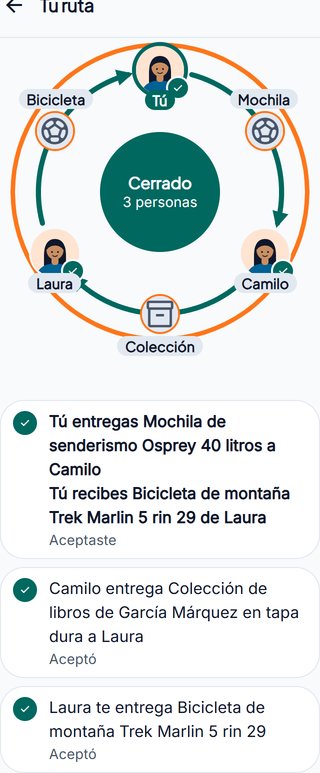 Tu ruta
Tú
Bicicleta
Mochila
Cerrado
3 personas
Laura
Camilo
Colección
Tú entregas Mochila de
senderismo Osprey 40 litros a
Camilo
Tú recibes Bicicleta de montaña
Trek Marlin 5 rin 29 de Laura
Aceptaste
Camilo entrega Colección de
libros de García Márquez en tapa
dura a Laura
Aceptó
Laura te entrega Bicicleta de
montaña Trek Marlin 5 rin 29
Aceptó